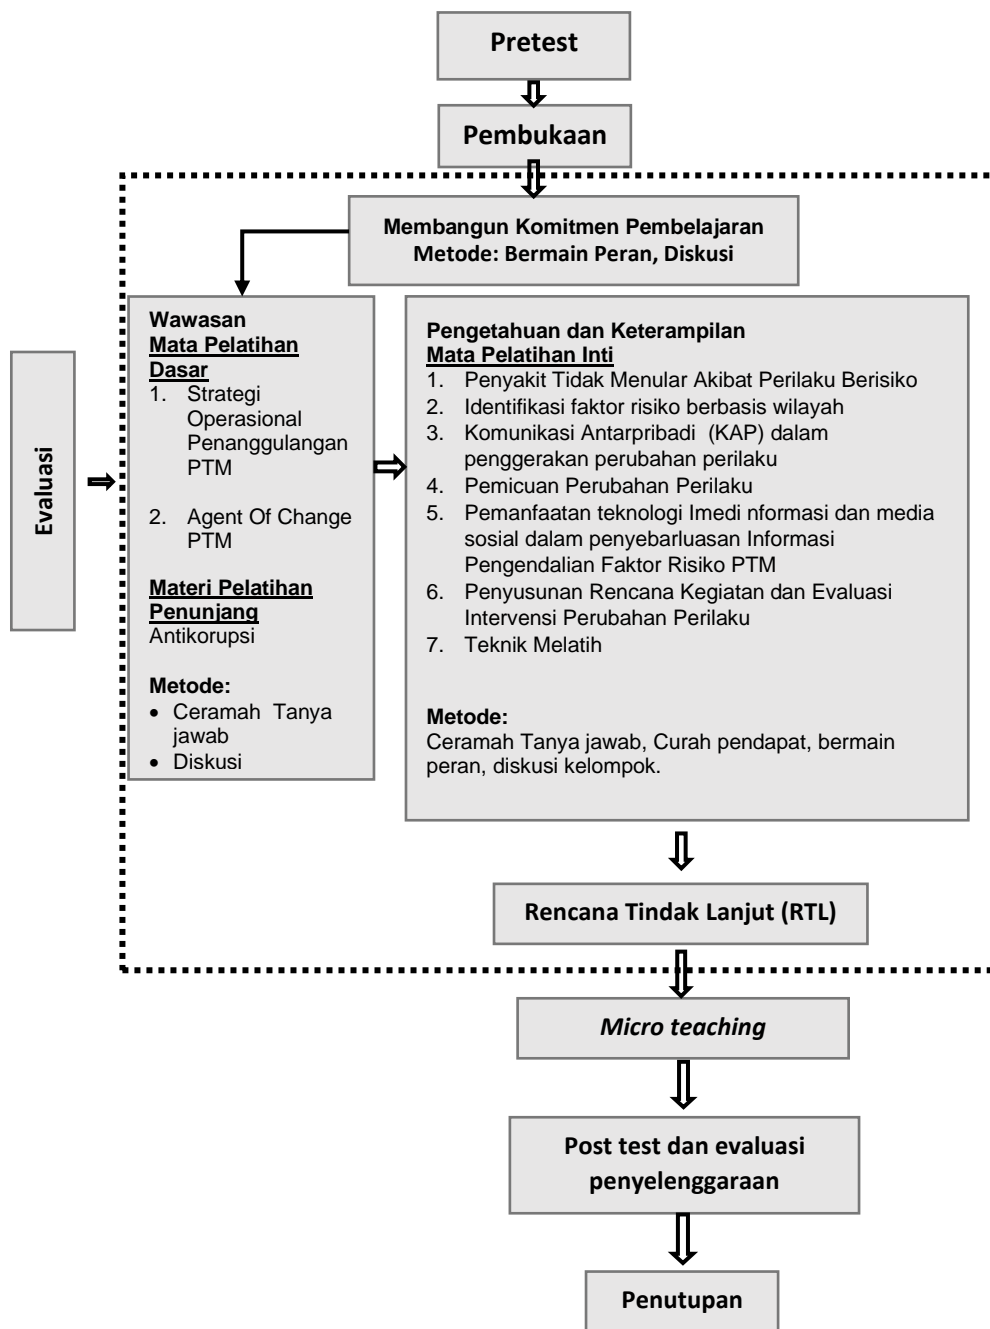 Pretest
Pembukaan
Membangun Komitmen Pembelajaran
Metode: Bermain Peran, Diskusi
Evaluasi
Wawasan
Mata Pelatihan
Dasar
1. Strategi
Operasional
Penanggulangan
PTM
2. Agent Of Change
PTM
Materi Pelatihan
Penunjang
Antikorupsi
Metode:
• Ceramah Tanya
jawab
• Diskusi
Pengetahuan dan Keterampilan
Mata Pelatihan Inti
1. Penyakit Tidak Menular Akibat Perilaku Berisiko
2. Identifikasi faktor risiko berbasis wilayah
3. Komunikasi Antarpribadi (KAP) dalam
penggerakan perubahan perilaku
4. Pemicuan Perubahan Perilaku
5. Pemanfaatan teknologi Imedi nformasi dan media
sosial dalam penyebarluasan Informasi
Pengendalian Faktor Risiko PTM
6. Penyusunan Rencana Kegiatan dan Evaluasi
Intervensi Perubahan Perilaku
7. Teknik Melatih
Metode:
Ceramah Tanya jawab, Curah pendapat, bermain
peran, diskusi kelompok.
Rencana Tindak Lanjut (RTL)
Micro teaching
Post test dan evaluasi
penyelenggaraan
Penutupan